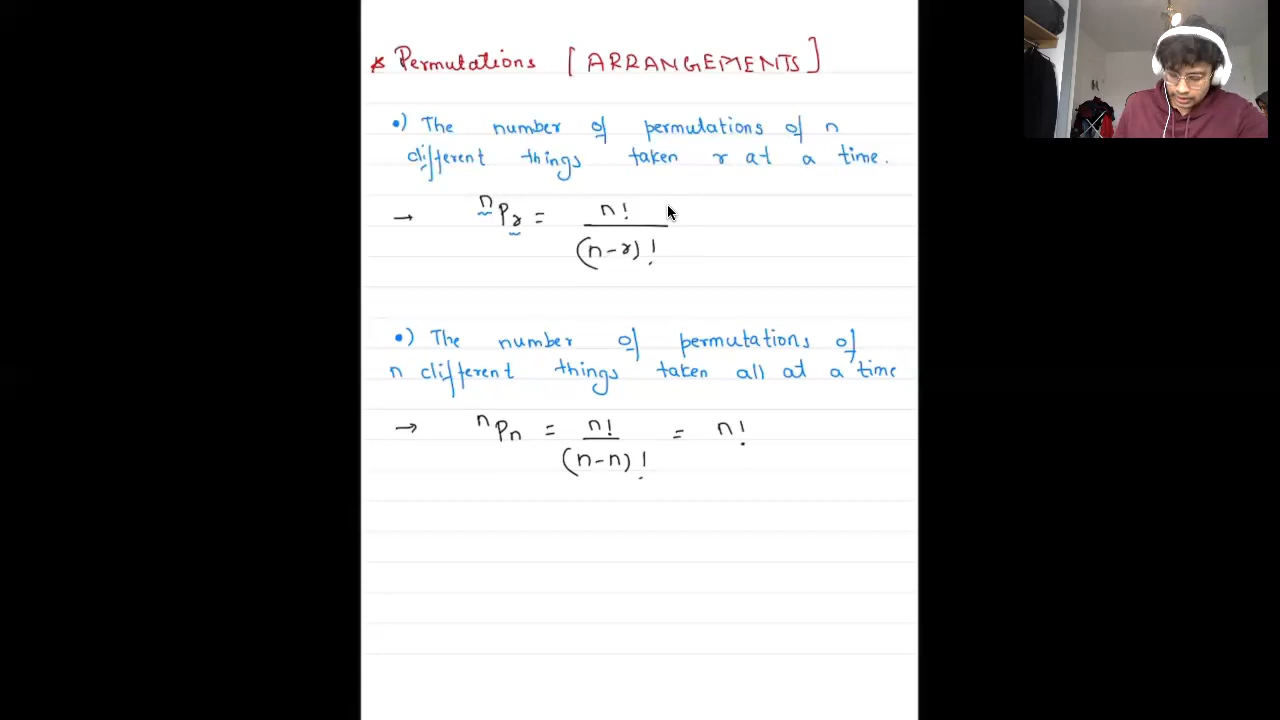 * Permutations [ARRANGEMENTS]
•) The number of permulations of n
different things taken r at a time.
→ ⁿPᵣ = n! / (n-r)!
•) The number of permutations of
n different things taken all at a time
→ ⁿPₙ = n! / (n-n)! = n!